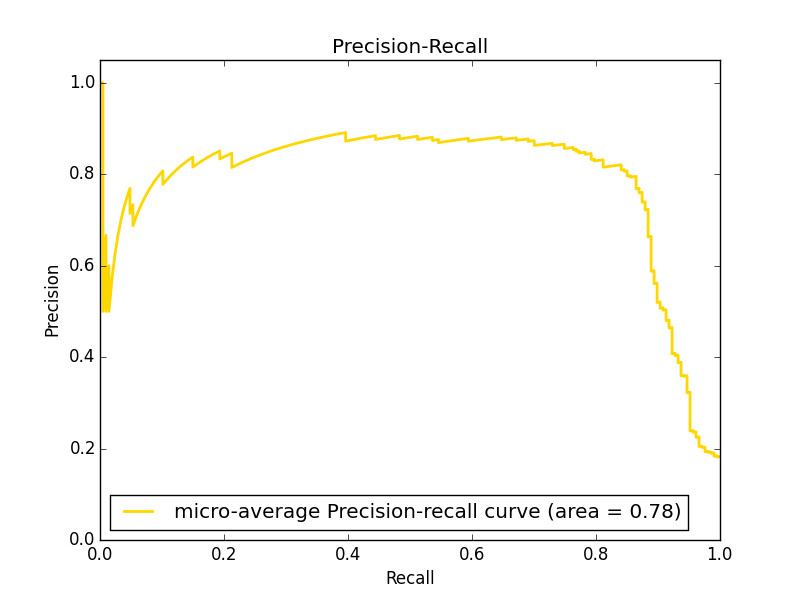 Precision-Recall
1.0
0.8
0.6
0.4
0.2
0.0
Precision
micro-average Precision-recall curve (area = 0.78)
0.0 0.2 0.4 0.6 0.8 1.0
Recall